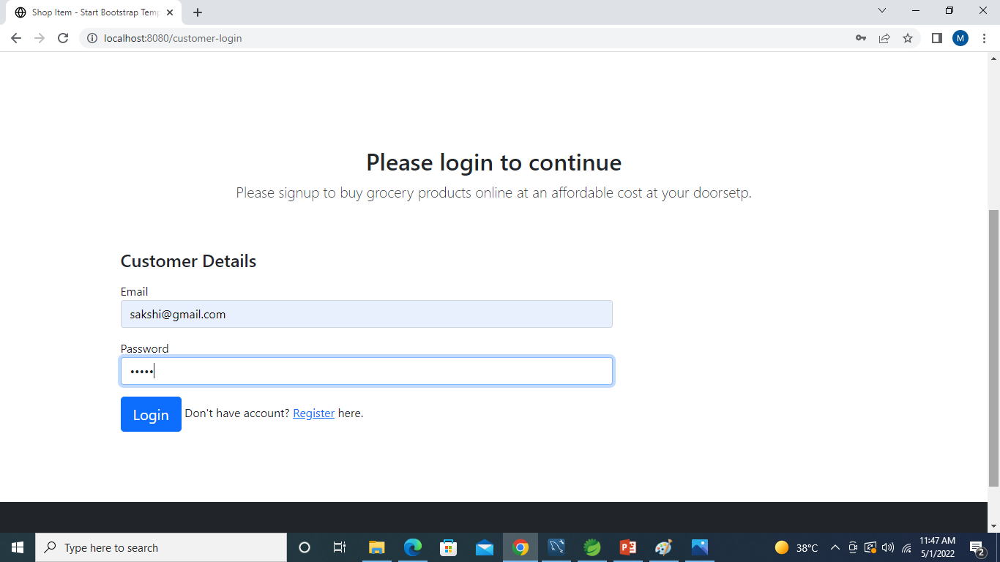 Shop Item - Start Bootstrap Temp
localhost:8080/customer-login
M
Please login to continue
Please signup to buy grocery products online at an affordable cost at your doorsetp.
Customer Details
Email
sakshi@gmail.com
Password
•••••
Login Don't have account? Register here.
Type here to search
38°C
11:47 AM
5/1/2022
2